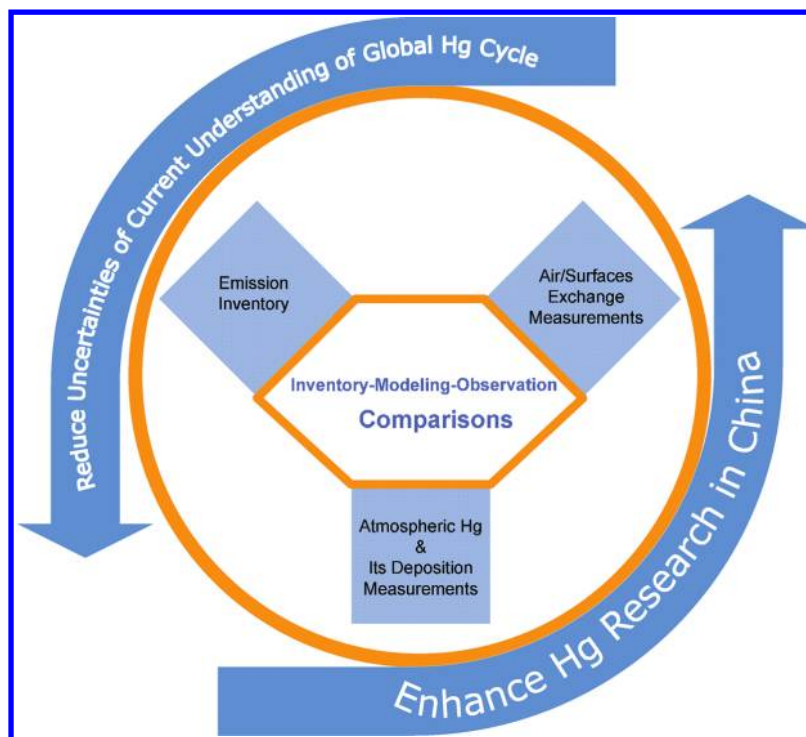 Reduce Uncertainties of Current Understanding of Global Hg Cycle
Emission
Inventory
Air/Surfaces
Exchange
Measurements
Inventory-Modeling-Observation
Comparisons
Atmospheric Hg
&
Its Deposition
Measurements
Enhance Hg Research in China